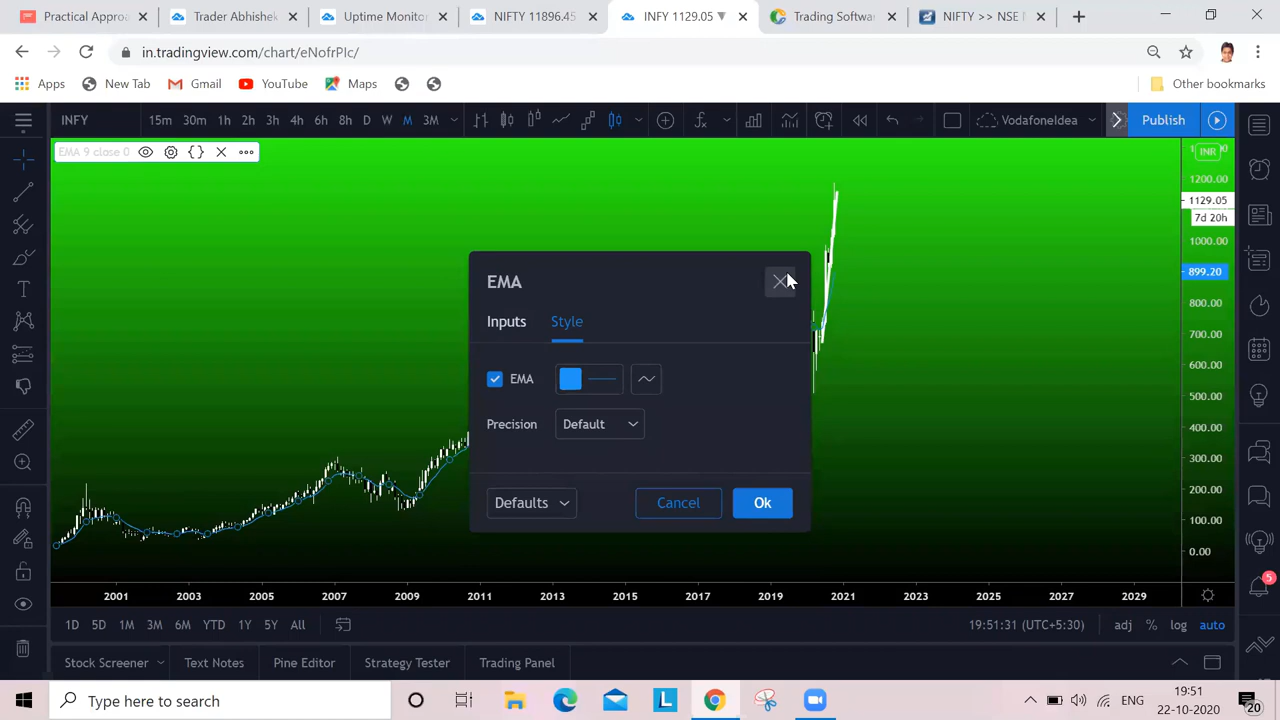 Practical Appro
Trader Abhishek
Uptime Monitor
NIFTY 11896.45
INFY 1129.05 ▼
Trading Softwa
NIFTY >> NSE
in.tradingview.com/chart/eNofrPlc/
Apps
New Tab
Gmail
YouTube
Maps
Other bookmarks
INFY
15m 30m 1h 2h 3h 4h 6h 8h D W M 3M
VodafoneIdea
Publish
EMA 9 close 0
INR
1200.00
1129.05
7d 20h
1000.00
899.20
800.00
700.00
600.00
500.00
400.00
300.00
200.00
100.00
0.00
EMA
Inputs
Style
EMA
Precision
Default
Defaults
Cancel
Ok
2001 2003 2005 2007 2009 2011 2013 2015 2017 2019 2021 2023 2025 2027 2029
1D 5D 1M 3M 6M YTD 1Y 5Y All
19:51:31 (UTC+5:30)
adj % log auto
5
Stock Screener
Text Notes
Pine Editor
Strategy Tester
Trading Panel
Type here to search
ENG
19:51
22-10-2020
20